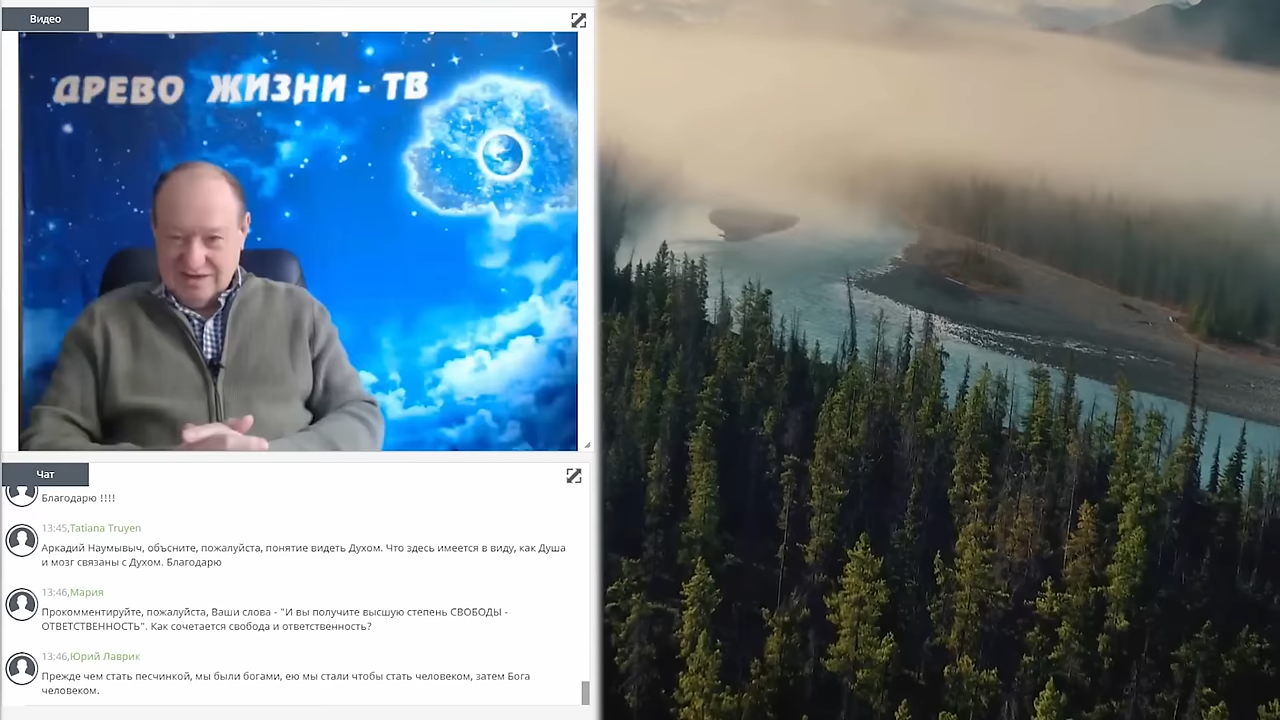 Видео
ДРЕВО ЖИЗНИ - ТВ
Чат
Благодарю !!!!
13:45,Tatiana Truyen
Аркадий Наумывыч, объсните, пожалуйста, понятие видеть Духом. Что здесь имеется в виду, как Душа
и мозг связаны с Духом. Благодарю
13:46,Мария
Прокомментируйте, пожалуйста, Ваши слова - "И вы получите высшую степень СВОБОДЫ -
ОТВЕТСТВЕННОСТЬ". Как сочетается свобода и ответственность?
13:46,Юрий Лаврик
Прежде чем стать песчинкой, мы были богами, ею мы стали чтобы стать человеком, затем Бога
человеком.